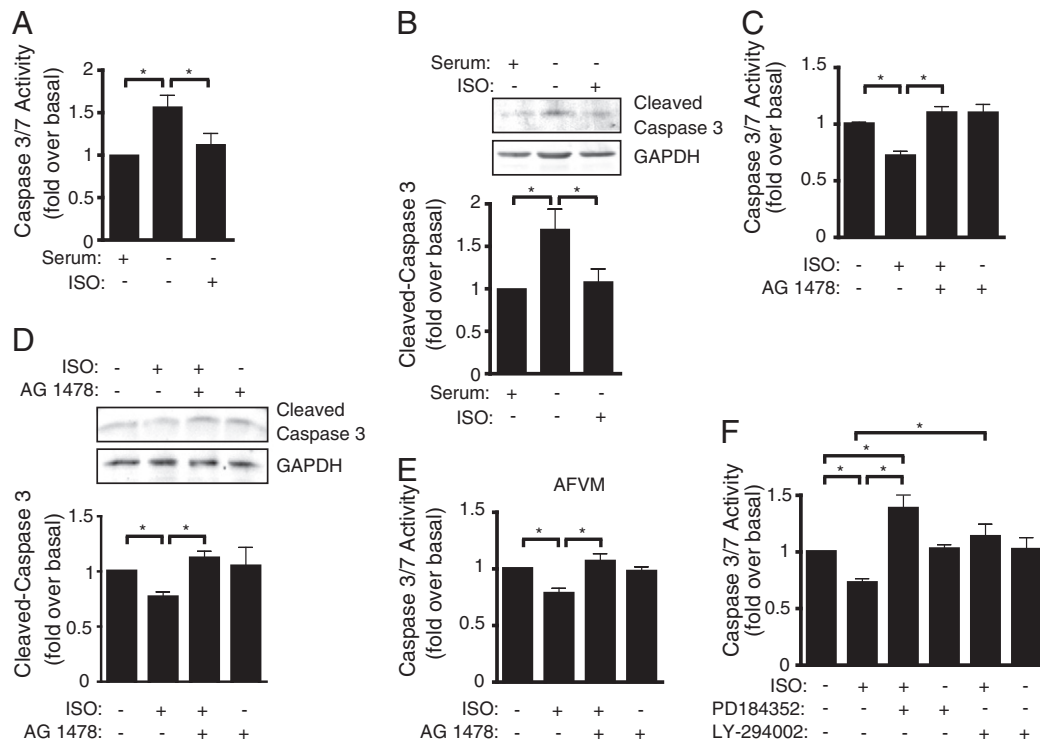 A
Caspase 3/7 Activity
(fold over basal)
2
1.5
1
0.5
0
* *
Serum: + - -
ISO: - - +
B
Serum: + - -
ISO: - - +
Cleaved
Caspase 3
GAPDH
Cleaved-Caspase 3
(fold over basal)
2
1.5
1
0.5
0
* *
Serum: + - -
ISO: - - +
C
Caspase 3/7 Activity
(fold over basal)
1.5
1
0.5
0
* *
ISO: - + + -
AG 1478: - - + +
D
ISO: - + + -
AG 1478: - - + +
Cleaved
Caspase 3
GAPDH
Cleaved-Caspase 3
(fold over basal)
1.5
1
0.5
0
* *
ISO: - + + -
AG 1478: - - + +
E
AFVM
Caspase 3/7 Activity
(fold over basal)
1.5
1
0.5
0
* *
ISO: - + + -
AG 1478: - - + +
F
Caspase 3/7 Activity
(fold over basal)
1.5
1
0.5
0
*
*
* *
ISO: - + + - + -
PD184352: - - + + - -
LY-294002: - - - - + +